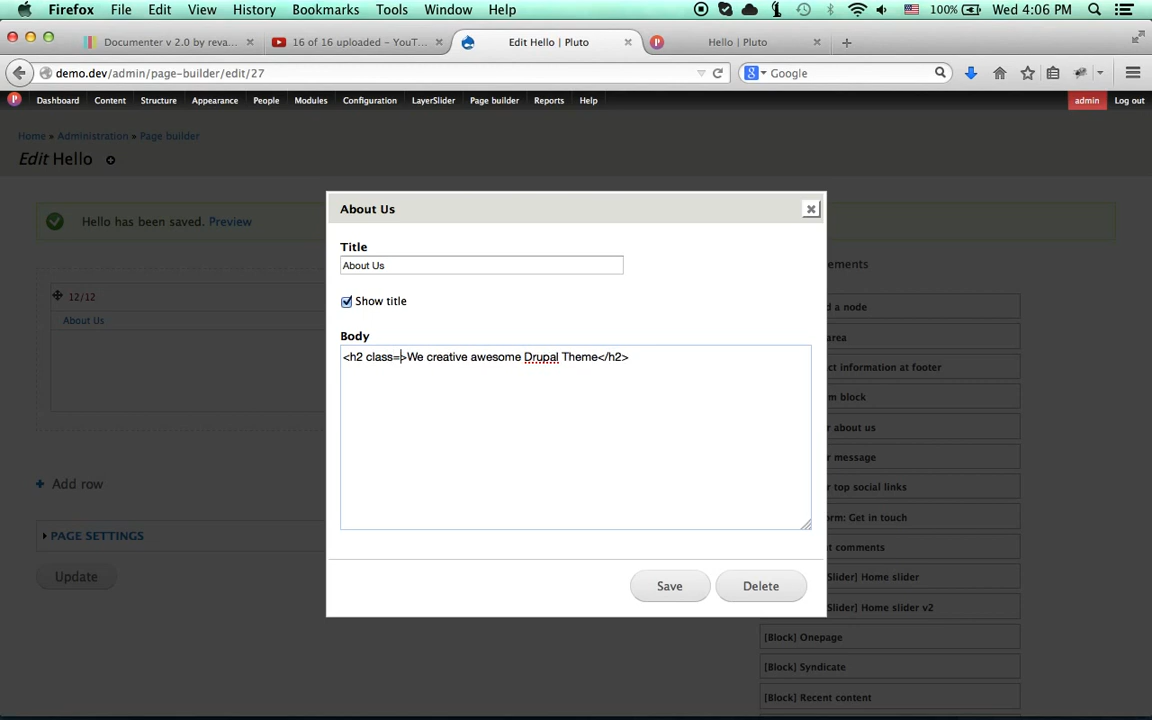 Firefox File Edit View History Bookmarks Tools Window Help 100% Wed 4:06 PM
Documenter v 2.0 by reva... 16 of 16 uploaded – YouT... Edit Hello | Pluto Hello | Pluto
demo.dev/admin/page-builder/edit/27 Google
Dashboard Content Structure Appearance People Modules Configuration LayerSlider Page builder Reports Help admin Log out
Home » Administration » Page builder
Edit Hello
Hello has been saved. Preview
About Us
Title
About Us
Show title
Body
<h2 class=>We creative awesome Drupal Theme</h2>
Save Delete
12/12
About Us
Add row
PAGE SETTINGS
Update
ements
d a node
area
ct information at footer
m block
r about us
r message
r top social links
orm: Get in touch
nt comments
Slider] Home slider
Slider] Home slider v2
[Block] Onepage
[Block] Syndicate
[Block] Recent content